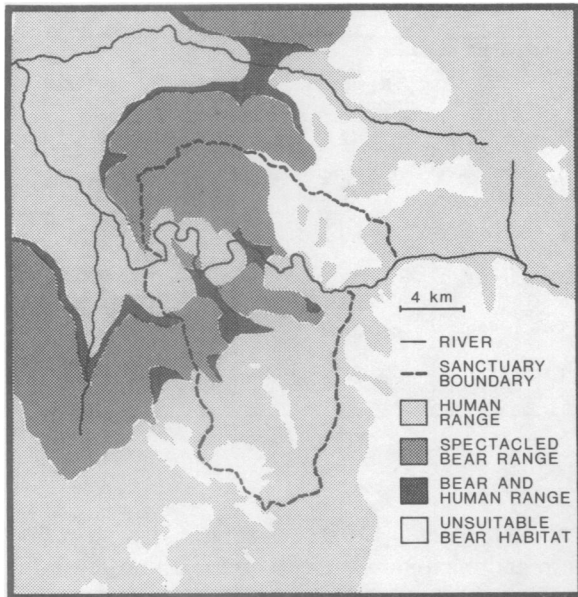 4 km
RIVER
SANCTUARY
BOUNDARY
HUMAN
RANGE
SPECTACLED
BEAR RANGE
BEAR AND
HUMAN RANGE
UNSUITABLE
BEAR HABITAT